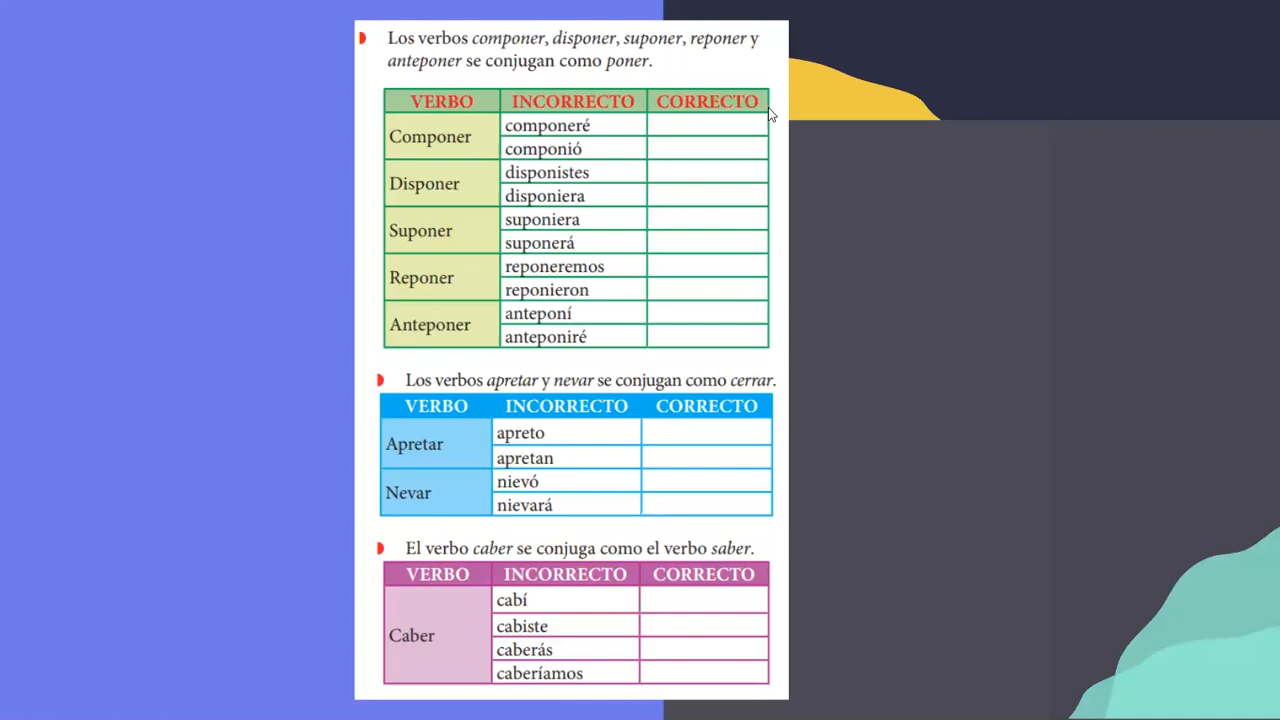 Los verbos componer, disponer, suponer, reponer y
anteponer se conjugan como poner.
VERBO INCORRECTO CORRECTO
Componer
componeré
componió
Disponer
disponistes
disponiera
Suponer
suponiera
suponerá
Reponer
reponeremos
reponieron
Anteponer
anteponí
anteponiré
Los verbos apretar y nevar se conjugan como cerrar.
VERBO INCORRECTO CORRECTO
Apretar
apreto
apretan
Nevar
nievó
nievará
El verbo caber se conjuga como el verbo saber.
VERBO INCORRECTO CORRECTO
Caber
cabí
cabiste
caberás
caberíamos